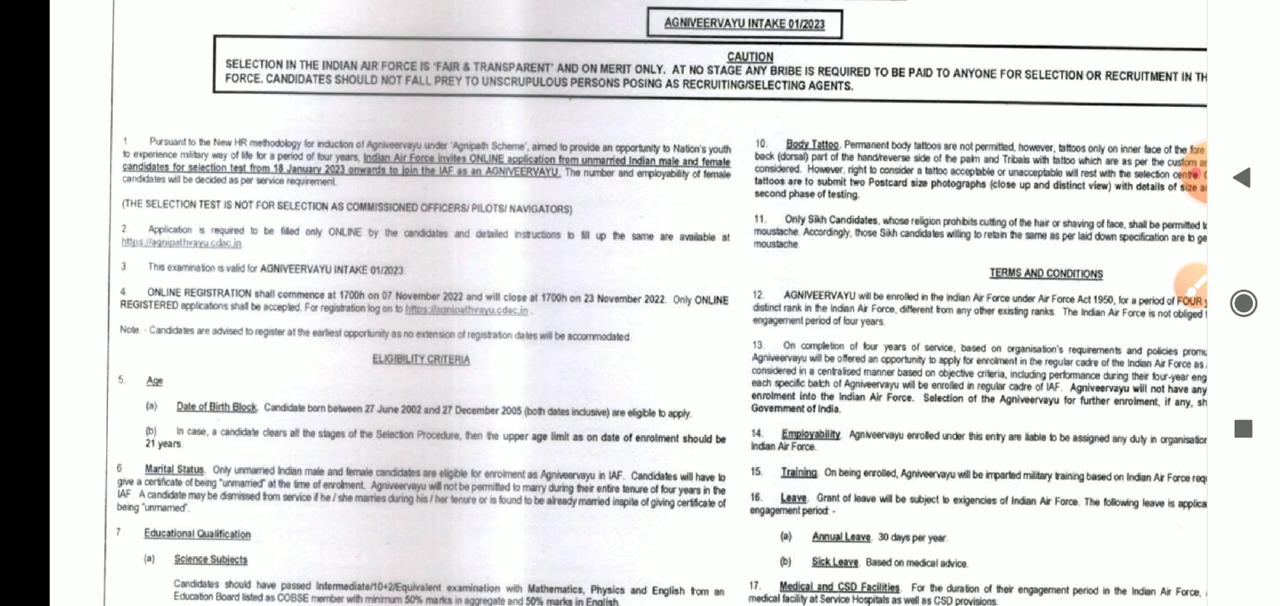 AGNIVEERVAYU INTAKE 01/2023
CAUTION
SELECTION IN THE INDIAN AIR FORCE IS 'FAIR & TRANSPARENT' AND ON MERIT ONLY. AT NO STAGE ANY BRIBE IS REQUIRED TO BE PAID TO ANYONE FOR SELECTION OR RECRUITMENT IN TH
FORCE. CANDIDATES SHOULD NOT FALL PREY TO UNSCRUPULOUS PERSONS POSING AS RECRUITING/SELECTING AGENTS.
1 Pursuant to the New HR methodology for induction of Agniveervayu under 'Agnipath Scheme', aimed to provide an opportunity to Nation's youth
to experience military way of life for a period of four years, Indian Air Force invites ONLINE application from unmarried Indian male and female
candidates for selection test from 18 January 2023 onwards to join the IAF as an AGNIVEERVAYU. The number and employability of female
candidates will be decided as per service requirement.
(THE SELECTION TEST IS NOT FOR SELECTION AS COMMISSIONED OFFICERS/ PILOTS/ NAVIGATORS)
2. Application is required to be filled only ONLINE by the candidates and detailed instructions to fill up the same are available at
https://agnipathvayu.cdac.in.
3 This examination is valid for AGNIVEERVAYU INTAKE 01/2023
4. ONLINE REGISTRATION shall commence at 1700h on 07 November 2022 and will close at 1700h on 23 November 2022. Only ONLINE
REGISTERED applications shall be accepted. For registration log on to https://agnipathvayu.cdac.in .
Note. - Candidates are advised to register at the earliest opportunity as no extension of registration dates will be accommodated.
ELIGIBILITY CRITERIA
5. Age
(a) Date of Birth Block. Candidate born between 27 June 2002 and 27 December 2005 (both dates inclusive) are eligible to apply.
(b) In case, a candidate clears all the stages of the Selection Procedure, then the upper age limit as on date of enrolment should be
21 years.
6 Marital Status. Only unmarried Indian male and female candidates are eligible for enrolment as Agniveervayu in IAF. Candidates will have to
give a certificate of being "unmarried" at the time of enrolment. Agniveervayu will not be permitted to marry during their entire tenure of four years in the
IAF. A candidate may be dismissed from service if he / she marries during his / her tenure or is found to be already married inspite of giving certificate of
being "unmarried".
7 Educational Qualification
(a) Science Subjects
Candidates should have passed Intermediate/10+2/Equivalent examination with Mathematics, Physics and English from an
Education Board listed as COBSE member with minimum 50% marks in aggregate and 50% marks in English.
10. Body Tattoo. Permanent body tattoos are not permitted, however, tattoos only on inner face of the fore
back (dorsal) part of the hand/reverse side of the palm and Tribals with tattoo which are as per the custom a
considered. However, right to consider a tattoo acceptable or unacceptable will rest with the selection centre.
tattoos are to submit two Postcard size photographs (close up and distinct view) with details of size a
second phase of testing.
11. Only Sikh Candidates, whose religion prohibits cutting of the hair or shaving of face, shall be permitted t
moustache. Accordingly, those Sikh candidates willing to retain the same as per laid down specification are to ge
moustache.
TERMS AND CONDITIONS
12. AGNIVEERVAYU will be enrolled in the Indian Air Force under Air Force Act 1950, for a period of FOUR
distinct rank in the Indian Air Force, different from any other existing ranks. The Indian Air Force is not obliged
engagement period of four years.
13. On completion of four years of service, based on organisation's requirements and policies promu
Agniveervayu will be offered an opportunity to apply for enrolment in the regular cadre of the Indian Air Force as
considered in a centralised manner based on objective criteria, including performance during their four-year eng
each specific batch of Agniveervayu will be enrolled in regular cadre of IAF. Agniveervayu will not have any
enrolment into the Indian Air Force. Selection of the Agniveervayu for further enrolment, if any, sh
Government of India.
14. Employability. Agniveervayu enrolled under this entry are liable to be assigned any duty in organisation
Indian Air Force.
15. Training. On being enrolled, Agniveervayu will be imparted military training based on Indian Air Force req
16. Leave. Grant of leave will be subject to exigencies of Indian Air Force. The following leave is applica
engagement period: -
(a) Annual Leave. 30 days per year.
(b) Sick Leave. Based on medical advice.
17. Medical and CSD Facilities. For the duration of their engagement period in the Indian Air Force,
medical facility at Service Hospitals as well as CSD provisions.